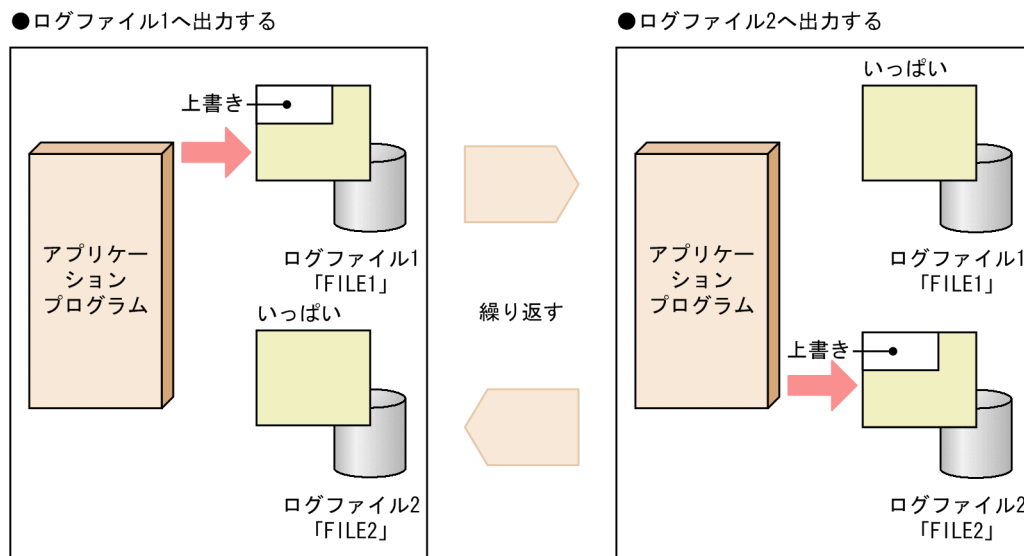 ●ログファイル1へ出力する
上書き
アプリケー
ション
プログラム
ログファイル1
「FILE1」
いっぱい
ログファイル2
「FILE2」
繰り返す
●ログファイル2へ出力する
いっぱい
アプリケー
ション
プログラム
ログファイル1
「FILE1」
上書き
ログファイル2
「FILE2」